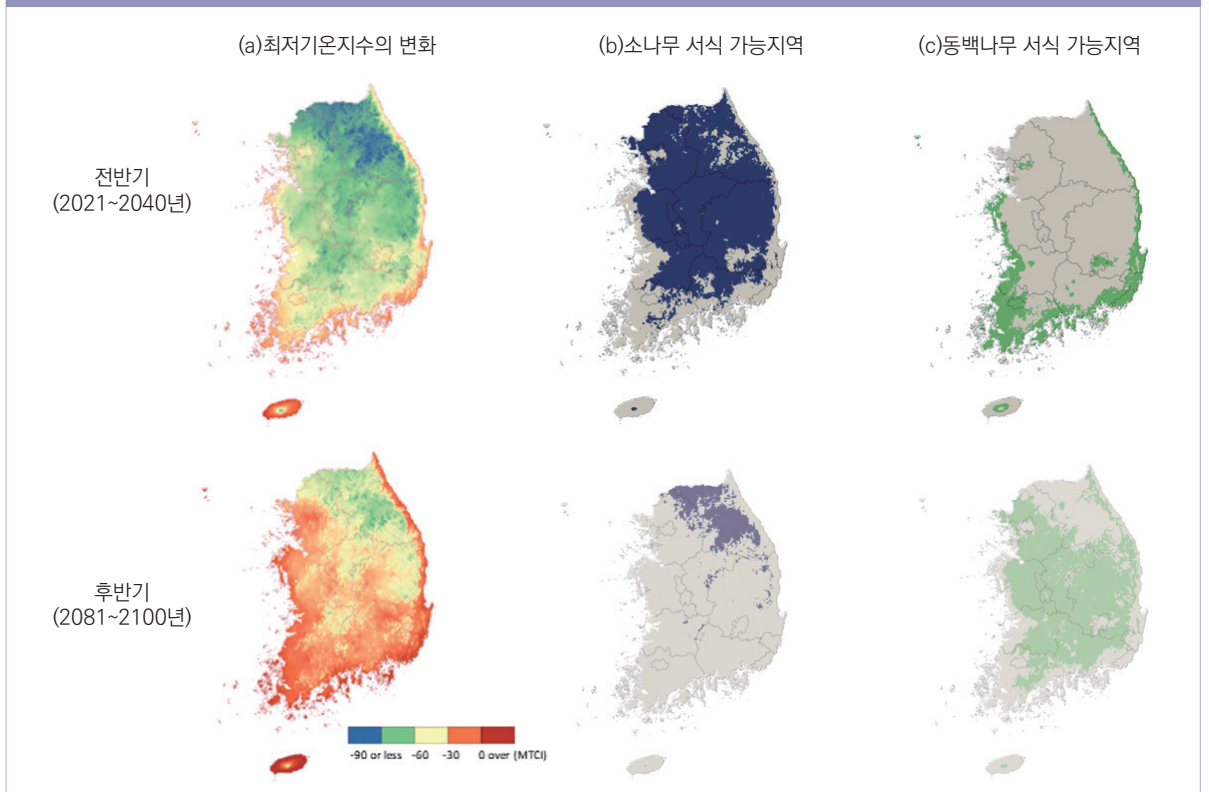 (a)최저기온지수의 변화
(b)소나무 서식 가능지역
(c)동백나무 서식 가능지역
전반기
(2021~2040년)
후반기
(2081~2100년)
-90 or less -60 -30 0 over (MTCI)